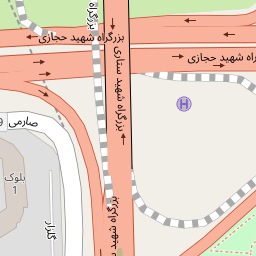 بزرگراه
بزرگراه شهید حجازی
بزرگراه شهید حجازی
بزرگراه شهید ستاری
H
صارمی
بلوک
1
گلزار
بزرگراه شهید